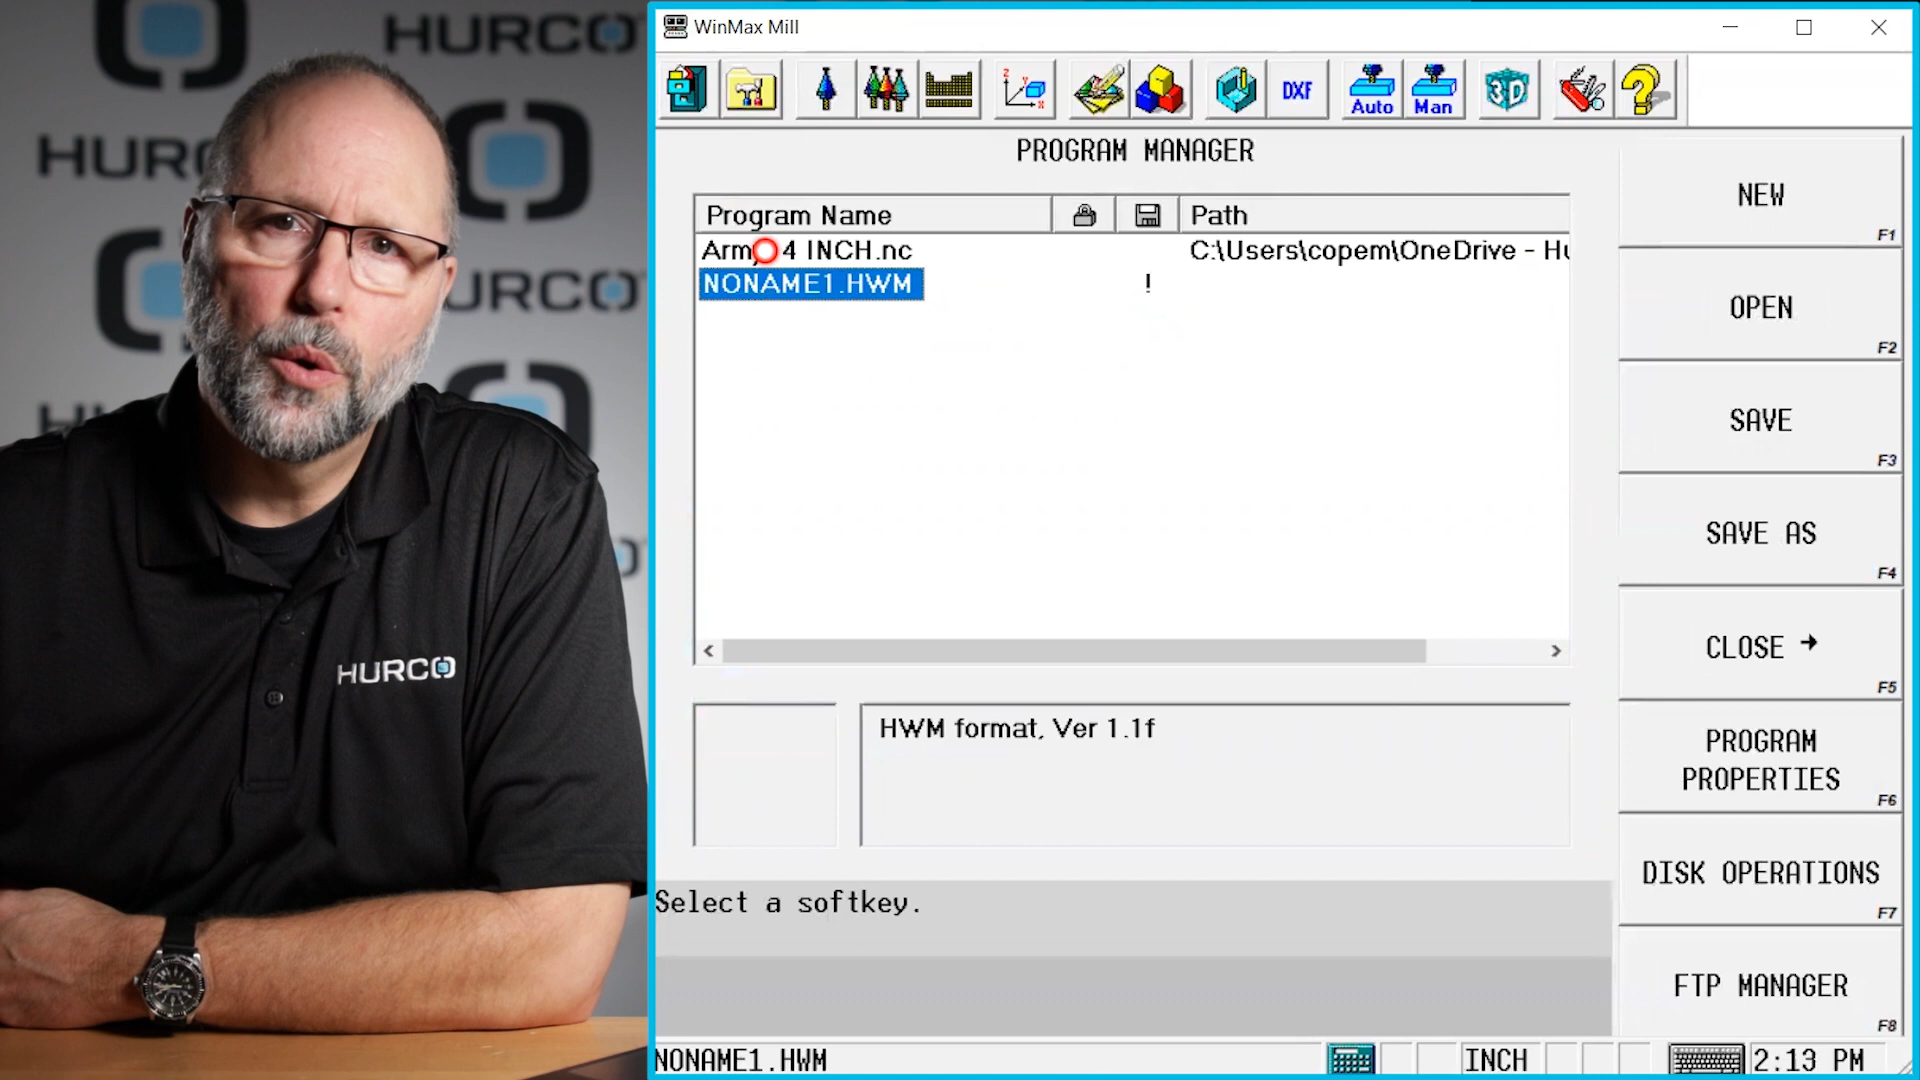 HURCO
HURCO
HURCO
HURCO
WinMax Mill
DXF
Auto
Man
3D
PROGRAM MANAGER
Program Name
Path
4 INCH.nc
C:\Users\copem\OneDrive - Hu
NONAME1.HWM
!
HWM format, Ver 1.1f
Select a softkey.
NONAME1.HWM
INCH
2:13 PM
NEW
F1
OPEN
F2
SAVE
F3
SAVE AS
F4
CLOSE
F5
PROGRAM
PROPERTIES
F6
DISK OPERATIONS
F7
FTP MANAGER
F8